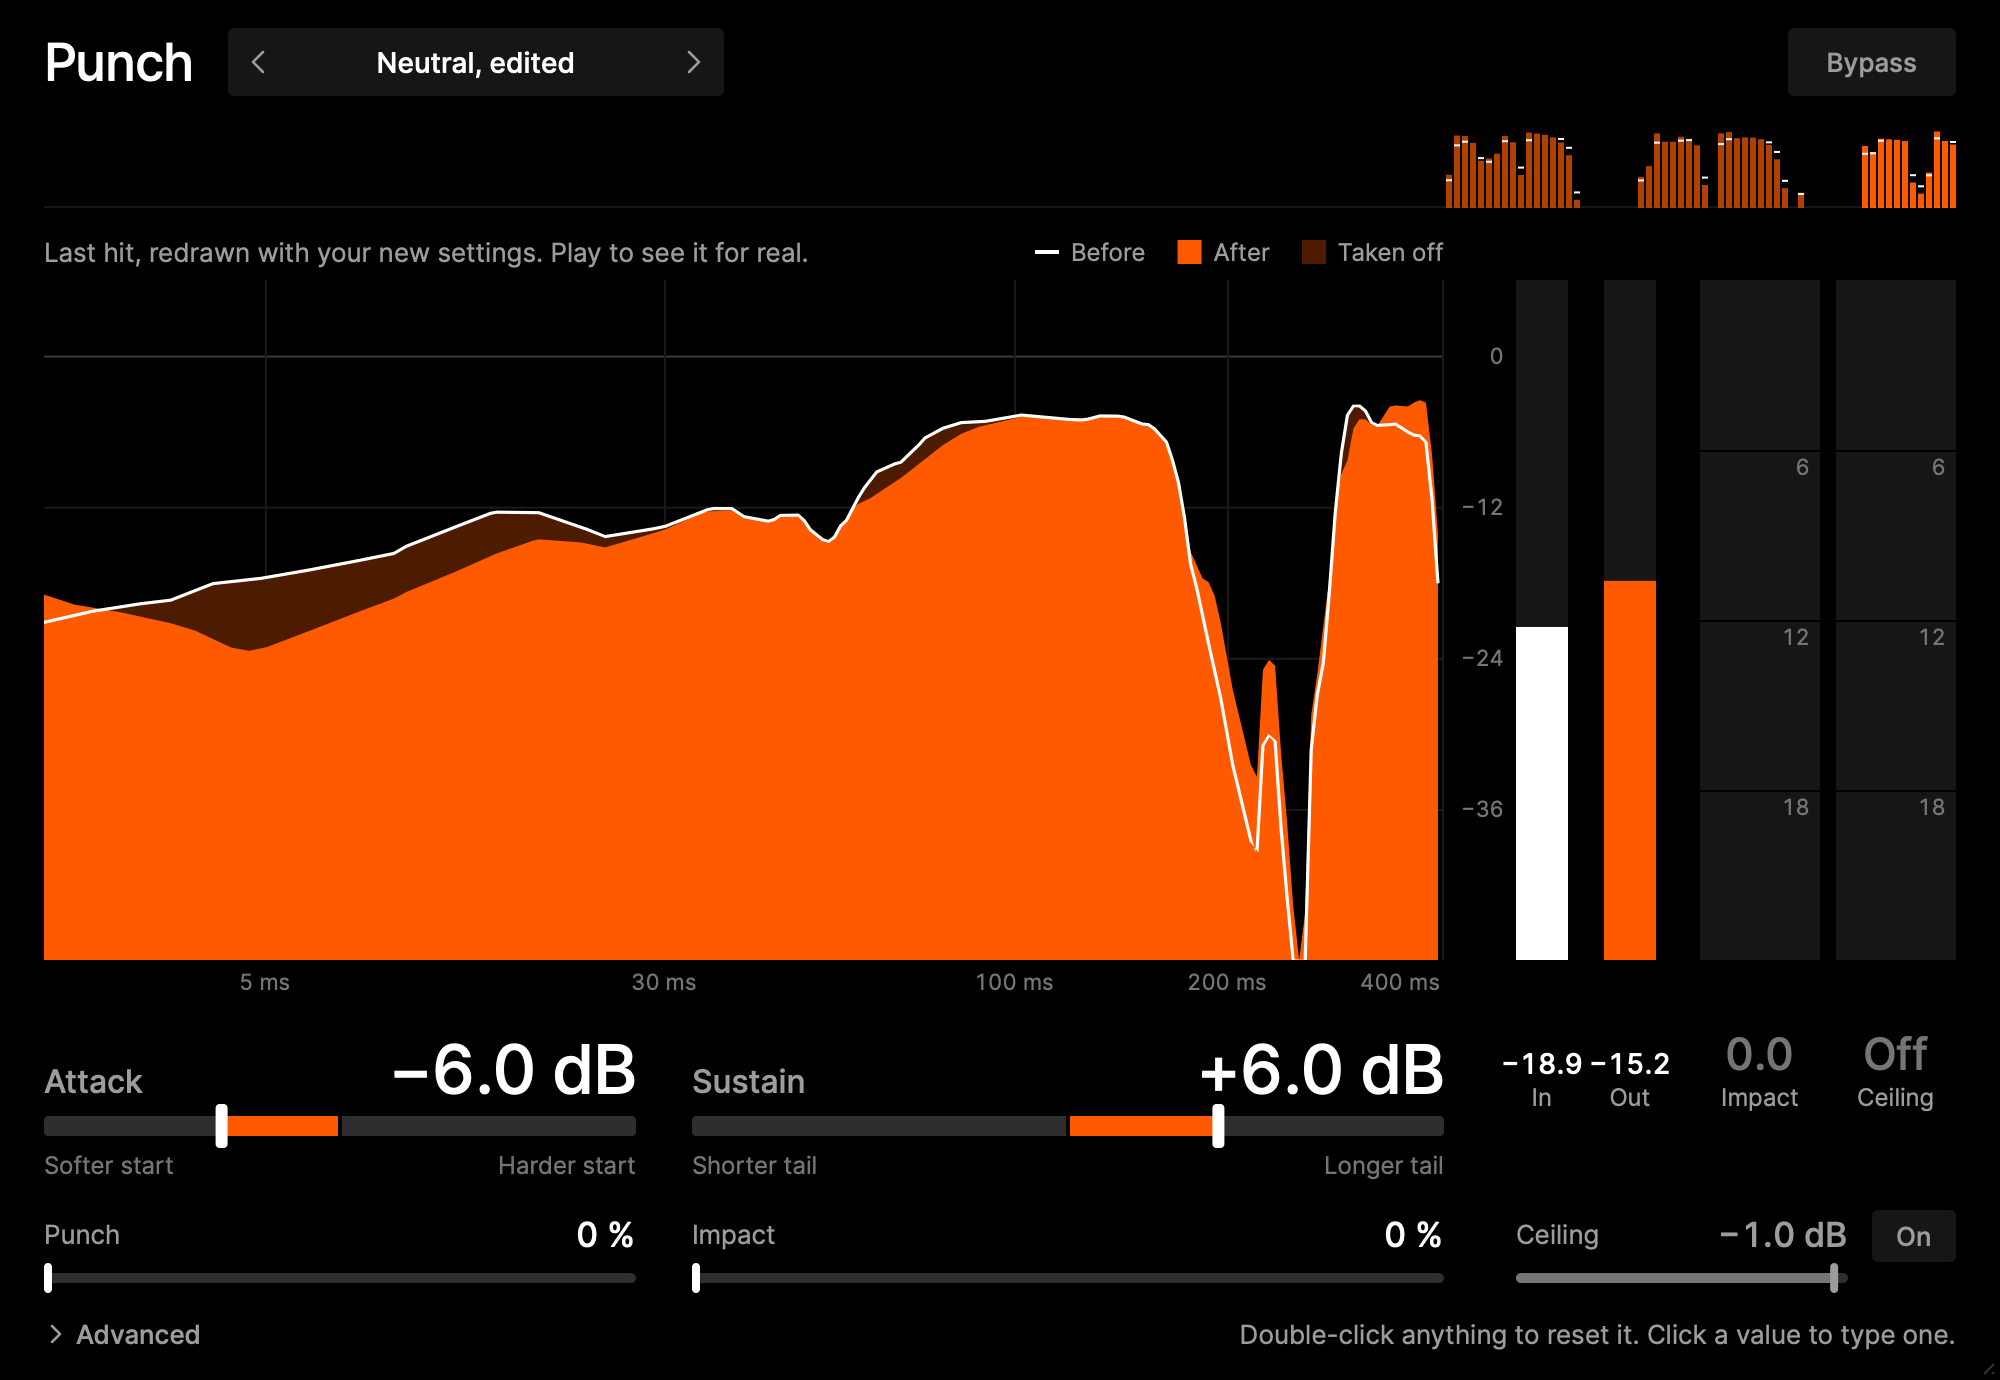 Punch
Neutral, edited
Bypass
Last hit, redrawn with your new settings. Play to see it for real.
Before
After
Taken off
0
−12
−24
−36
6
12
18
6
12
18
5 ms
30 ms
100 ms
200 ms
400 ms
Attack
−6.0 dB
Softer start
Harder start
Sustain
+6.0 dB
Shorter tail
Longer tail
−18.9
In
−15.2
Out
0.0
Impact
Off
Ceiling
Punch
0 %
Impact
0 %
Ceiling
−1.0 dB
On
Advanced
Double-click anything to reset it. Click a value to type one.